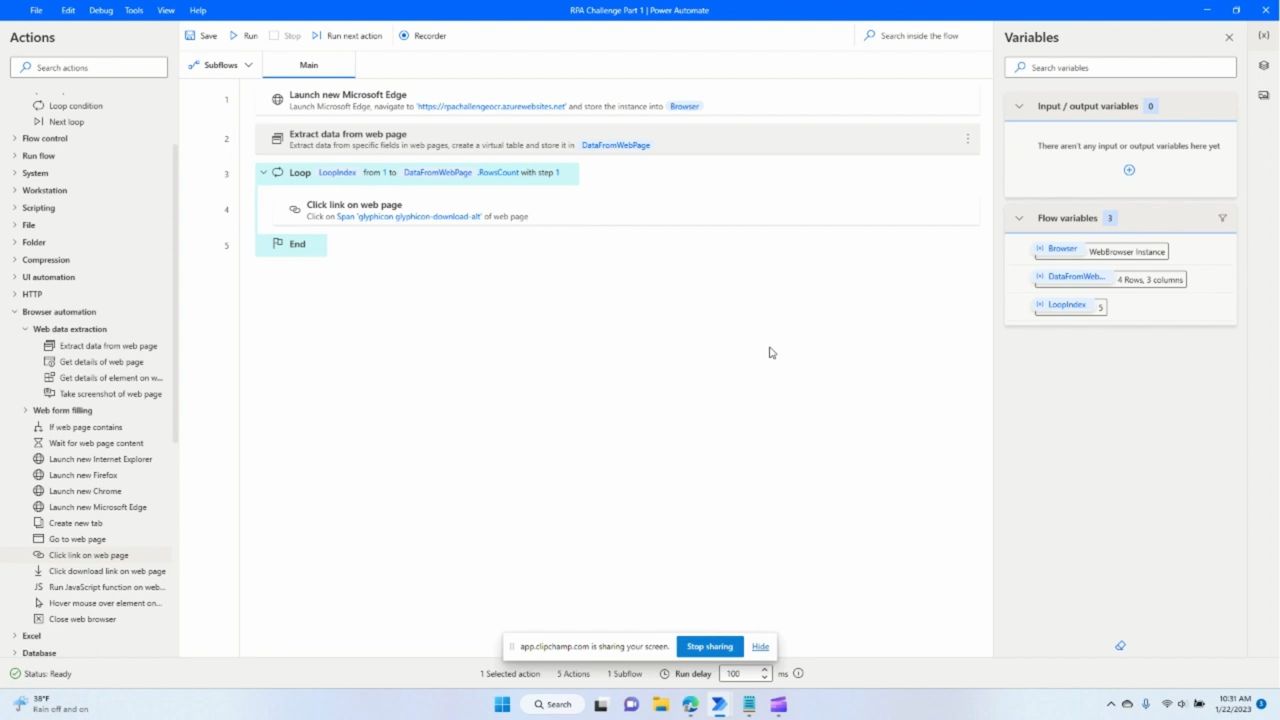 File Edit Debug Tools View Help
RPA Challenge Part 1 | Power Automate
Actions
Search actions
Loop condition
Next loop
Flow control
Run flow
System
Workstation
Scripting
File
Folder
Compression
UI automation
HTTP
Browser automation
Web data extraction
Extract data from web page
Get details of web page
Get details of element on w...
Take screenshot of web page
Web form filling
If web page contains
Wait for web page content
Launch new Internet Explorer
Launch new Firefox
Launch new Chrome
Launch new Microsoft Edge
Create new tab
Go to web page
Click link on web page
Click download link on web page
JS Run JavaScript function on web...
Hover mouse over element on...
Close web browser
Excel
Database
Save Run Stop Run next action Recorder
Search inside the flow
Subflows Main
1
Launch new Microsoft Edge
Launch Microsoft Edge, navigate to 'https://rpachallengeocr.azurewebsites.net' and store the instance into Browser
2
Extract data from web page
Extract data from specific fields in web pages, create a virtual table and store it in DataFromWebPage
3
Loop LoopIndex from 1 to DataFromWebPage .RowsCount with step 1
4
Click link on web page
Click on Span 'glyphicon glyphicon-download-alt' of web page
5
End
Variables
{x}
Search variables
Input / output variables 0
There aren't any input or output variables here yet
Flow variables 3
{x} Browser WebBrowser Instance
{x} DataFromWeb... 4 Rows, 3 columns
{x} LoopIndex 5
app.clipchamp.com is sharing your screen. Stop sharing Hide
Status: Ready
1 Selected action 5 Actions 1 Subflow Run delay 100 ms
38°F
Rain off and on
Search
10:31 AM
1/22/2023
3